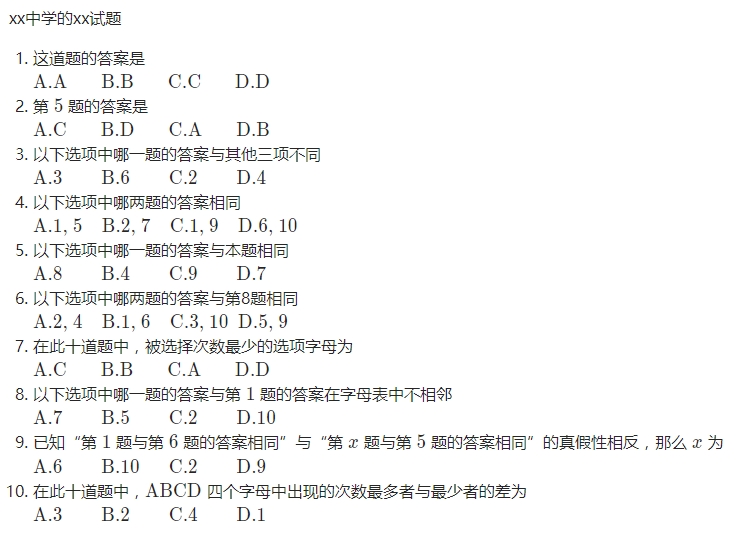 xx中学的xx试题
1. 这道题的答案是
A.A B.B C.C D.D
2. 第 5 题的答案是
A.C B.D C.A D.B
3. 以下选项中哪一题的答案与其他三项不同
A.3 B.6 C.2 D.4
4. 以下选项中哪两题的答案相同
A.1, 5 B.2, 7 C.1, 9 D.6, 10
5. 以下选项中哪一题的答案与本题相同
A.8 B.4 C.9 D.7
6. 以下选项中哪两题的答案与第8题相同
A.2, 4 B.1, 6 C.3, 10 D.5, 9
7. 在此十道题中，被选择次数最少的选项字母为
A.C B.B C.A D.D
8. 以下选项中哪一题的答案与第 1 题的答案在字母表中不相邻
A.7 B.5 C.2 D.10
9. 已知“第 1 题与第 6 题的答案相同”与“第 x 题与第 5 题的答案相同”的真假性相反，那么 x 为
A.6 B.10 C.2 D.9
10. 在此十道题中，ABCD 四个字母中出现的次数最多者与最少者的差为
A.3 B.2 C.4 D.1